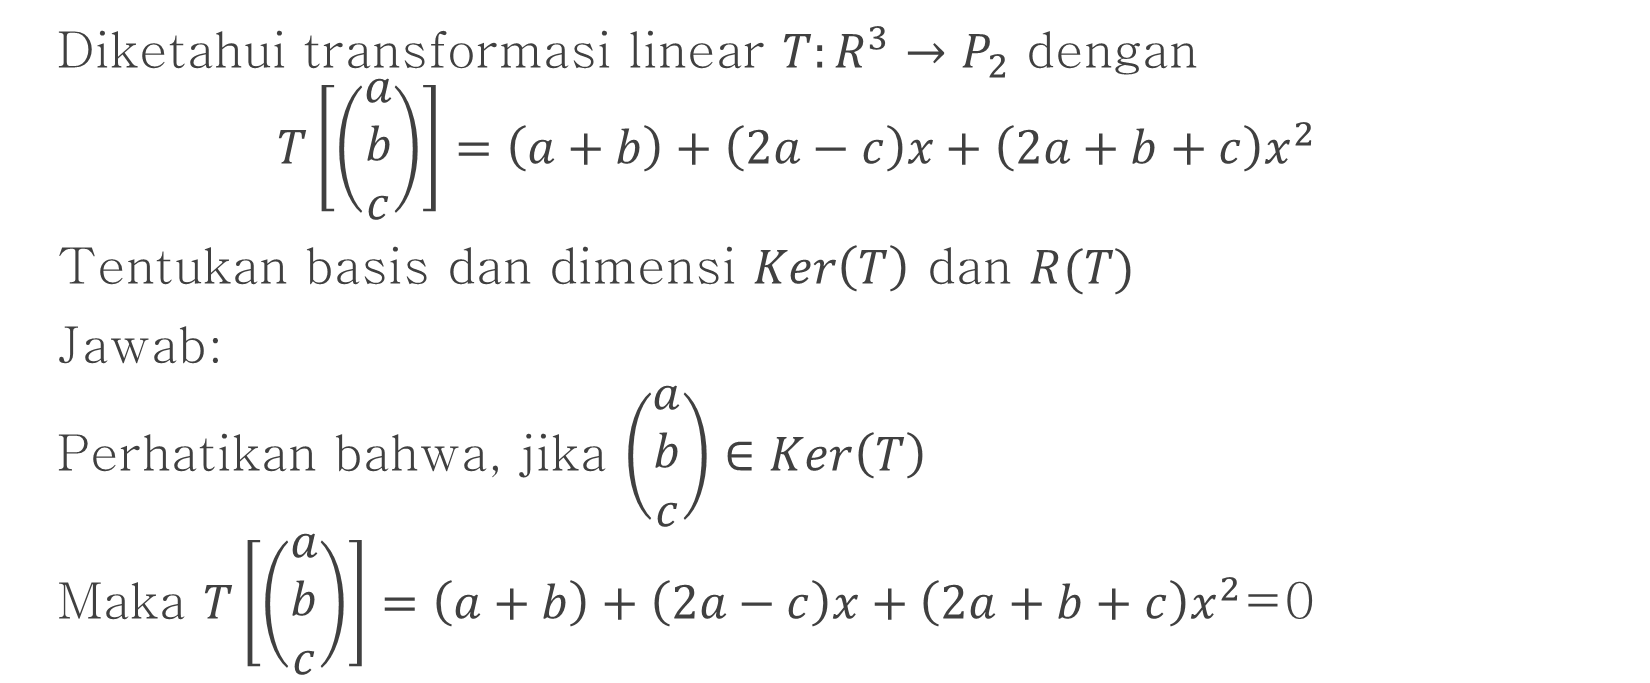 Diketahui transformasi linear T: R³ → P₂ dengan
T[(a b c)] = (a + b) + (2a − c)x + (2a + b + c)x²
Tentukan basis dan dimensi Ker(T) dan R(T)
Jawab:
Perhatikan bahwa, jika (a b c) ∈ Ker(T)
Maka T[(a b c)] = (a + b) + (2a − c)x + (2a + b + c)x²=0